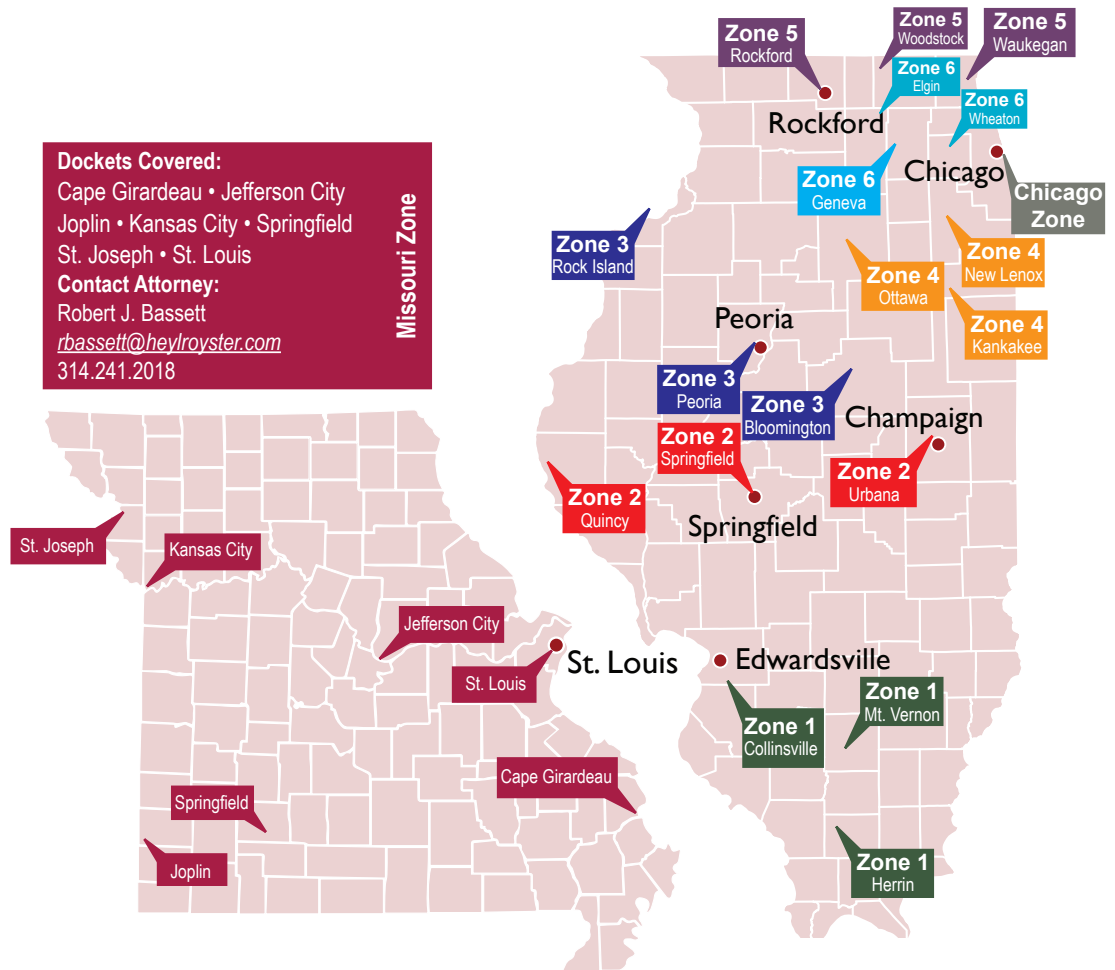 Zone 5
Rockford
Zone 5
Woodstock
Zone 5
Waukegan
Zone 6
Elgin
Zone 6
Wheaton
Rockford
Chicago
Chicago
Zone
Zone 6
Geneva
Dockets Covered:
Cape Girardeau • Jefferson City
Joplin • Kansas City • Springfield
St. Joseph • St. Louis
Contact Attorney:
Robert J. Bassett
rbassett@heylroyster.com
314.241.2018
Missouri Zone
Zone 3
Rock Island
Zone 4
Ottawa
Zone 4
New Lenox
Zone 4
Kankakee
Peoria
Zone 3
Peoria
Zone 3
Bloomington
Champaign
Zone 2
Springfield
Zone 2
Urbana
Zone 2
Quincy
Springfield
St. Joseph
Kansas City
Jefferson City
St. Louis
St. Louis
Edwardsville
Zone 1
Mt. Vernon
Zone 1
Collinsville
Cape Girardeau
Springfield
Joplin
Zone 1
Herrin